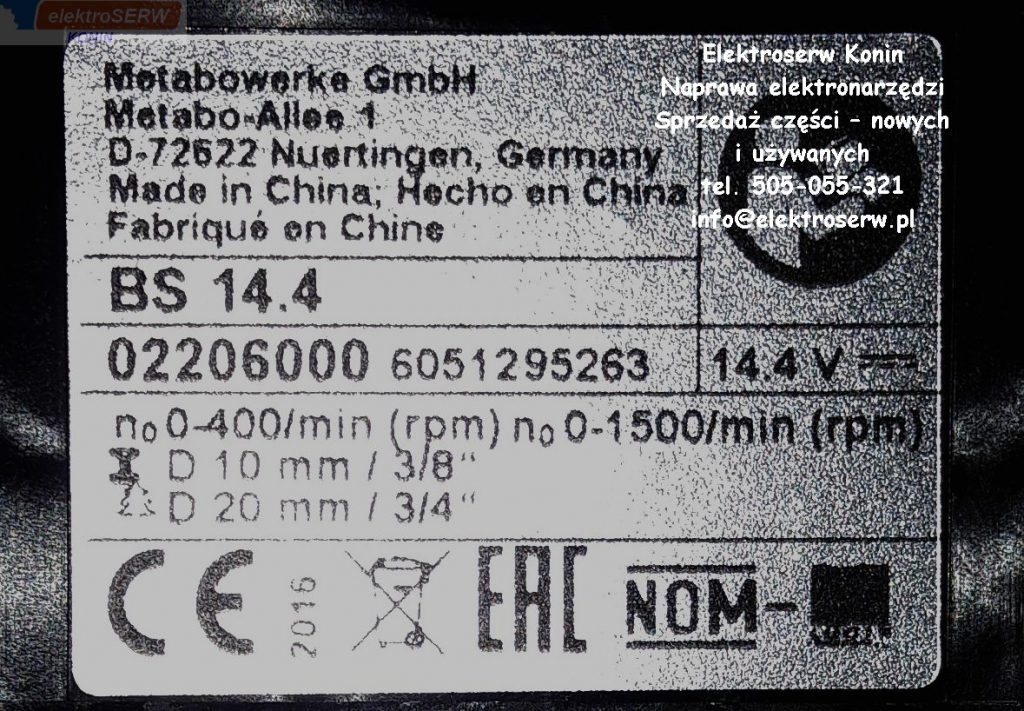 elektroSERW
KONIN
Elektroserw Konin
Naprawa elektronarzędzi
Sprzedaż części - nowych
i używanych
tel. 505-055-321
info@elektroserw.pl
Metabowerke GmbH
Metabo-Allee 1
D-72622 Nuertingen, Germany
Made in China; Hecho en China
Fabriqué en Chine
BS 14.4
02206000 6051295263 14.4 V
n₀ 0-400/min (rpm) n₀ 0-1500/min (rpm)
D 10 mm / 3/8"
D 20 mm / 3/4"
CE 2016 EAC NOM-